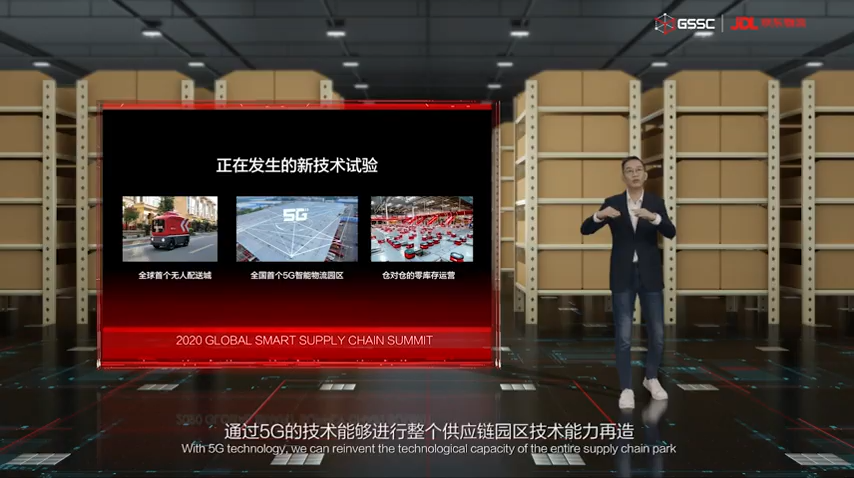 GSSC
JDL 京东物流
正在发生的新技术试验
5G
全球首个无人配送城
全国首个5G智能物流园区
仓对仓的零库存运营
2020 GLOBAL SMART SUPPLY CHAIN SUMMIT
通过5G的技术能够进行整个供应链园区技术能力再造
With 5G technology, we can reinvent the technological capacity of the entire supply chain park